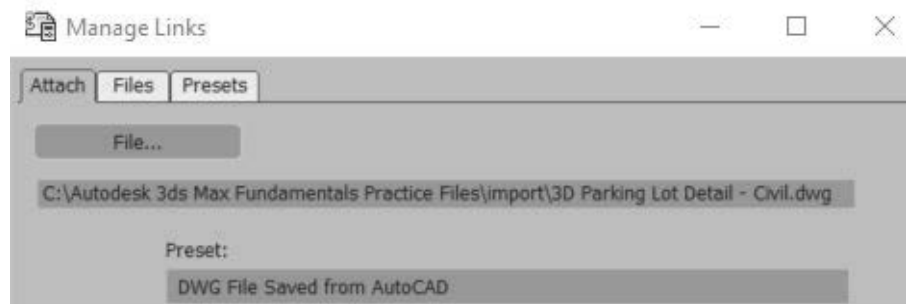 Manage Links
Attach Files Presets
File...
C:\Autodesk 3ds Max Fundamentals Practice Files\import\3D Parking Lot Detail - Civil.dwg
Preset:
DWG File Saved from AutoCAD